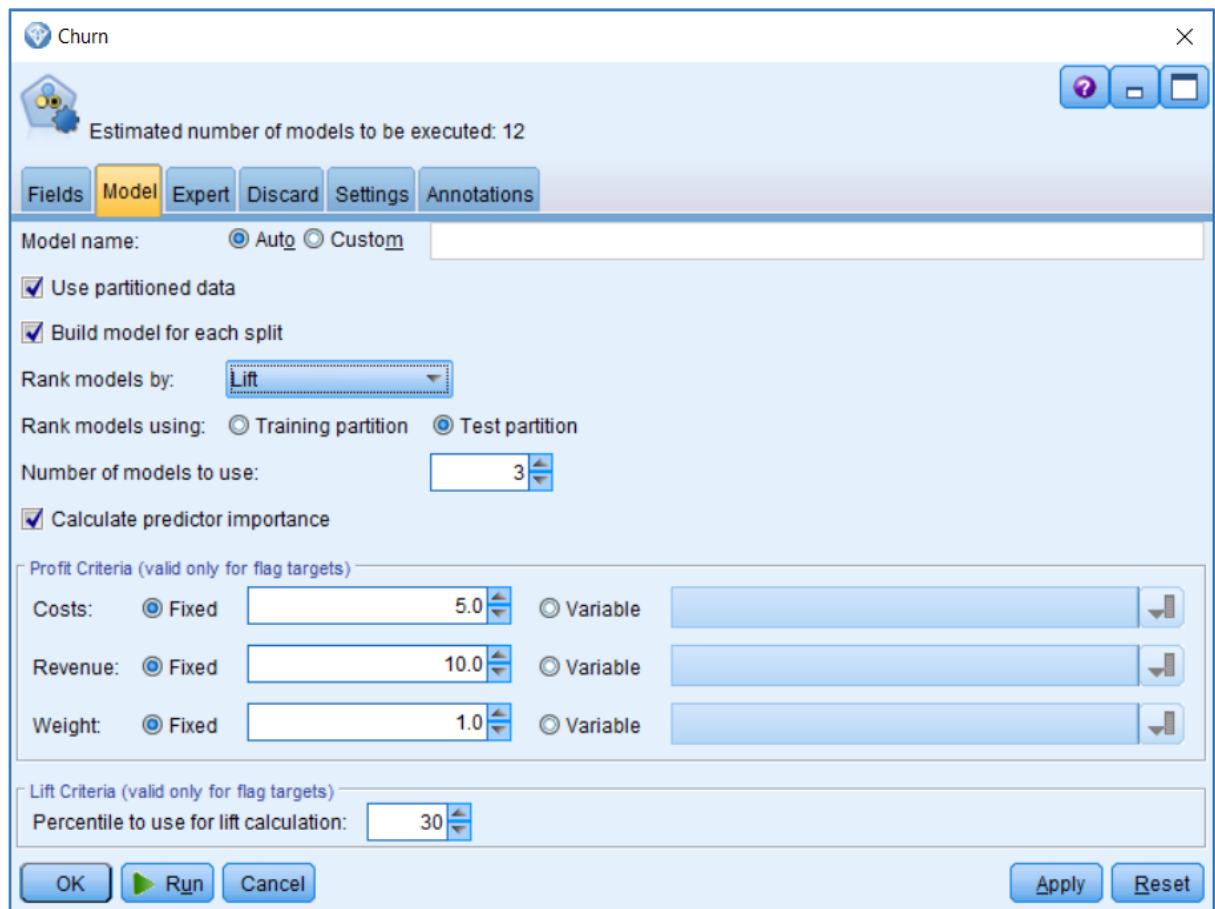 Churn
Estimated number of models to be executed: 12
Fields Model Expert Discard Settings Annotations
Model name: Auto Custom
Use partitioned data
Build model for each split
Rank models by: Lift
Rank models using: Training partition Test partition
Number of models to use: 3
Calculate predictor importance
Profit Criteria (valid only for flag targets)
Costs: Fixed 5.0 Variable
Revenue: Fixed 10.0 Variable
Weight: Fixed 1.0 Variable
Lift Criteria (valid only for flag targets)
Percentile to use for lift calculation: 30
OK Run Cancel Apply Reset